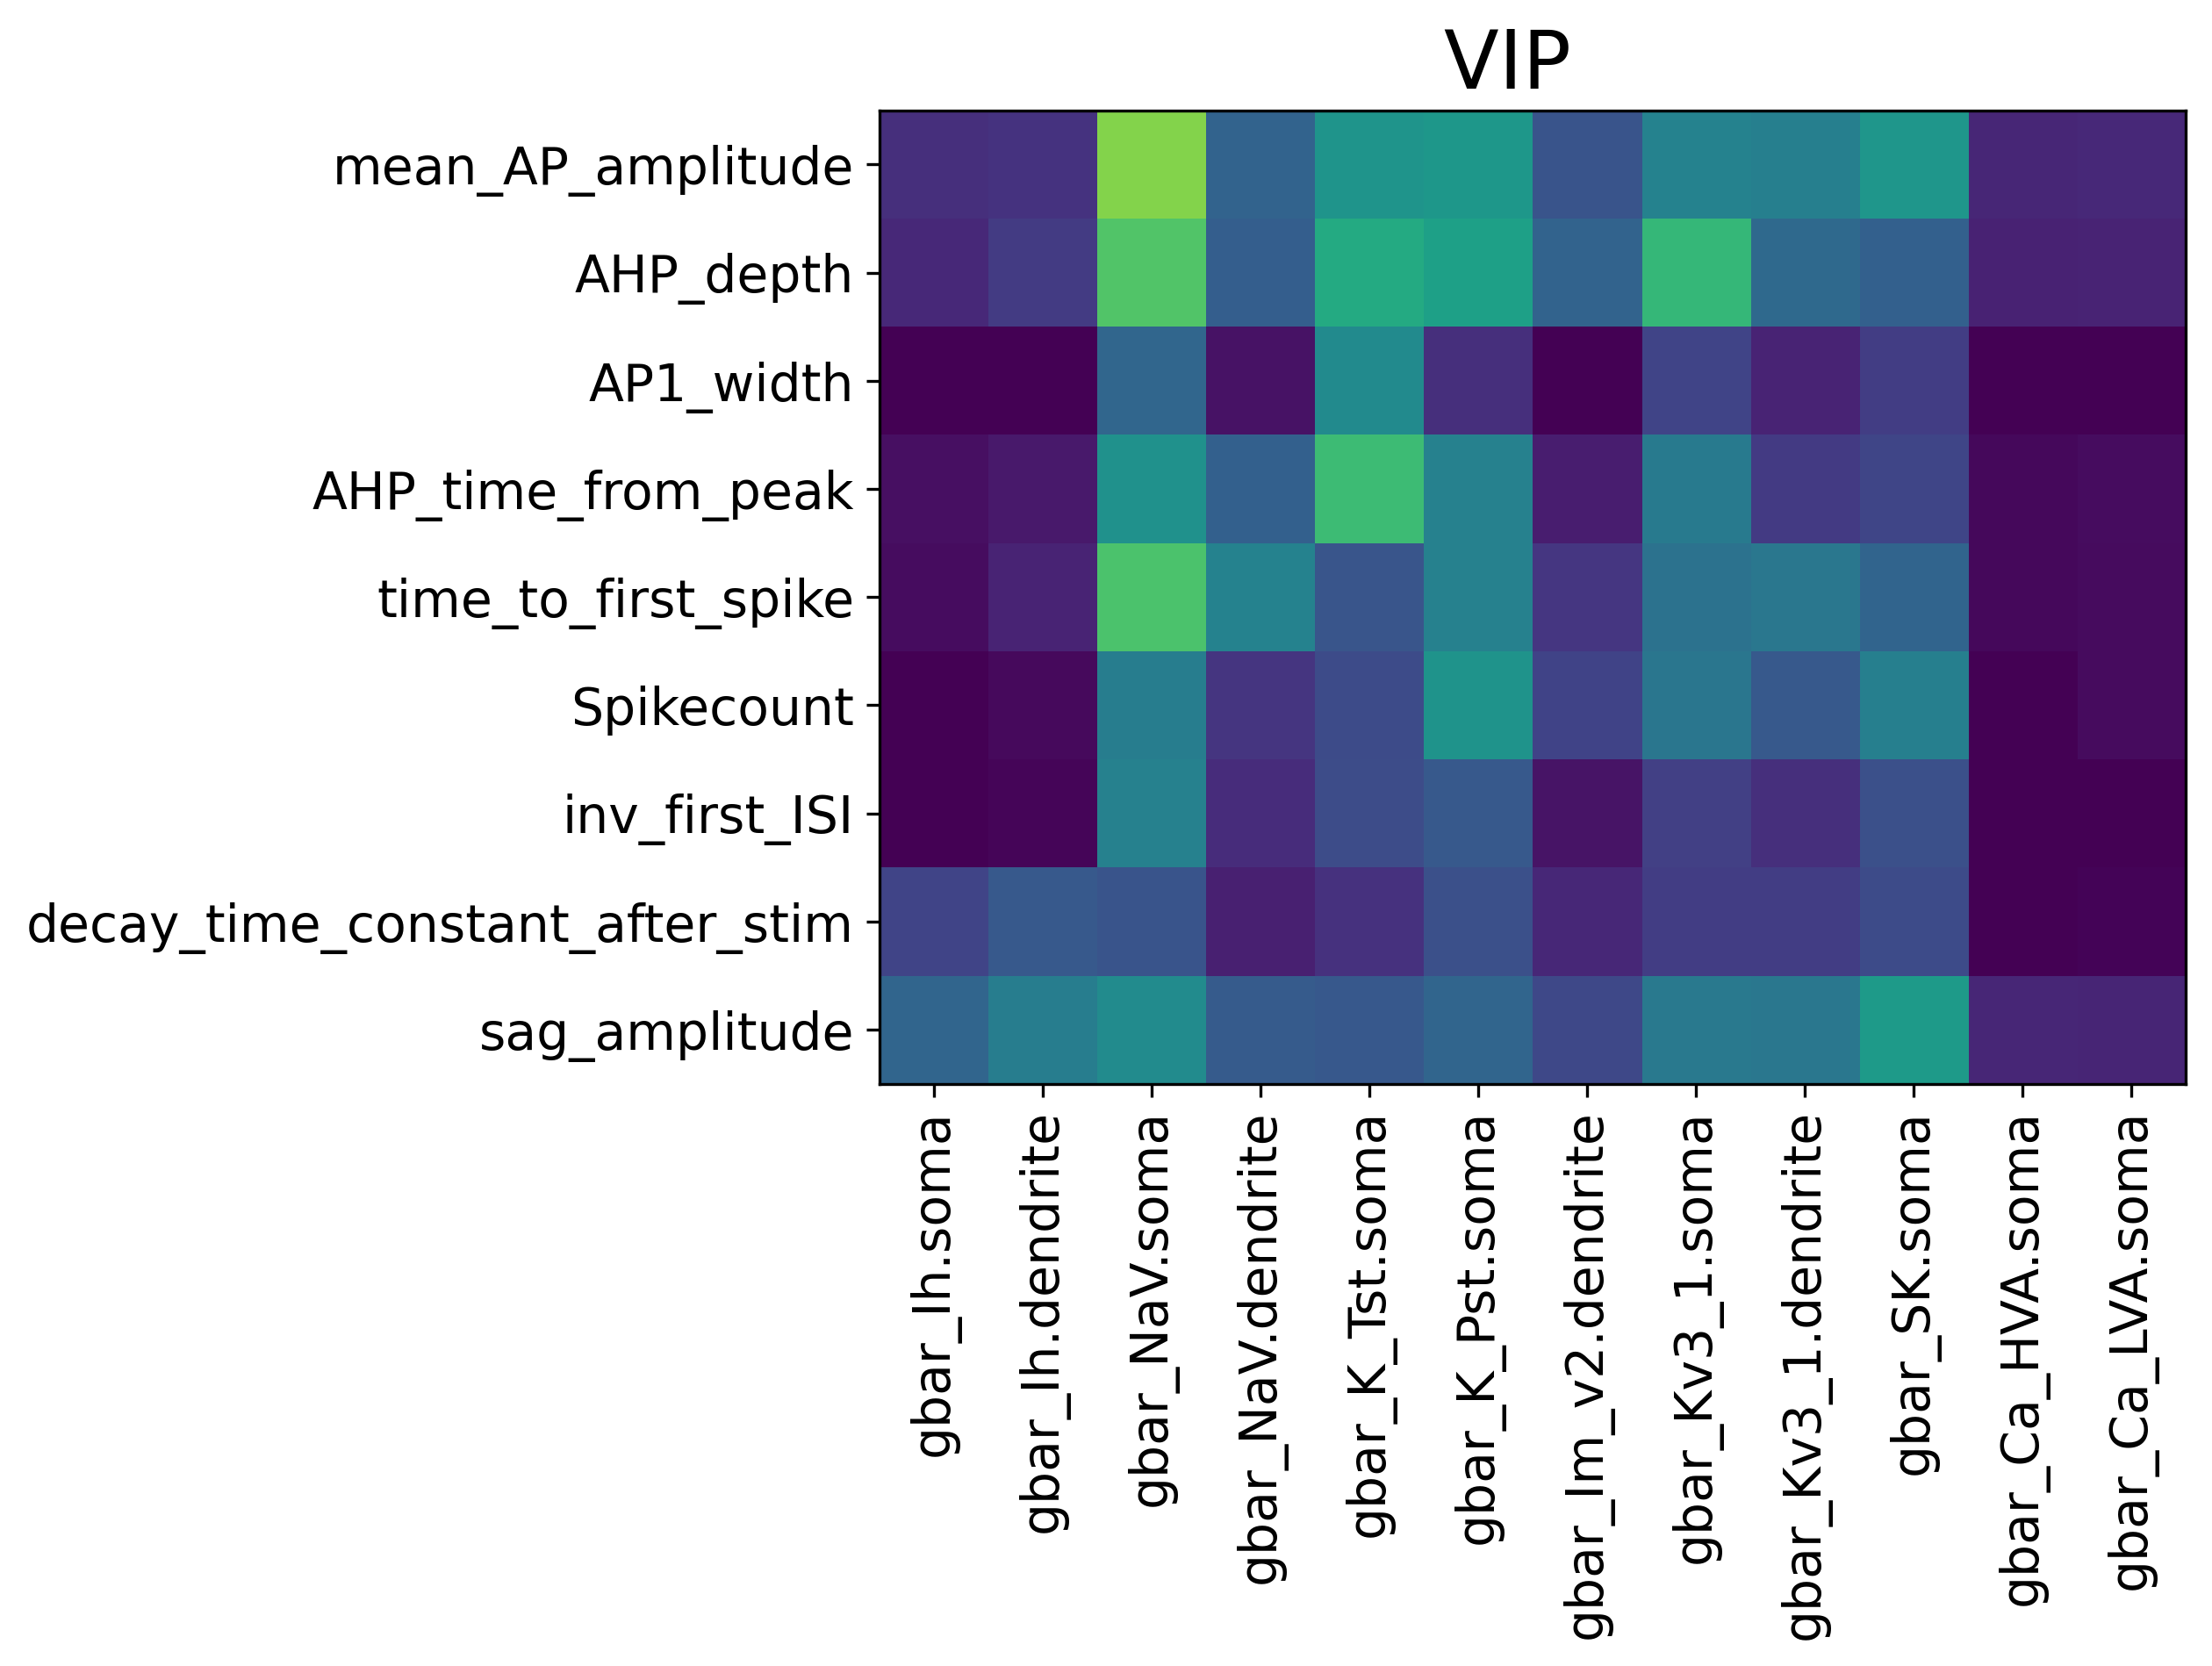 VIP
mean_AP_amplitude
AHP_depth
AP1_width
AHP_time_from_peak
time_to_first_spike
Spikecount
inv_first_ISI
decay_time_constant_after_stim
sag_amplitude
gbar_Ih.soma
gbar_Ih.dendrite
gbar_NaV.soma
gbar_NaV.dendrite
gbar_K_Tst.soma
gbar_K_Pst.soma
gbar_Im_v2.dendrite
gbar_Kv3_1.soma
gbar_Kv3_1.dendrite
gbar_SK.soma
gbar_Ca_HVA.soma
gbar_Ca_LVA.soma